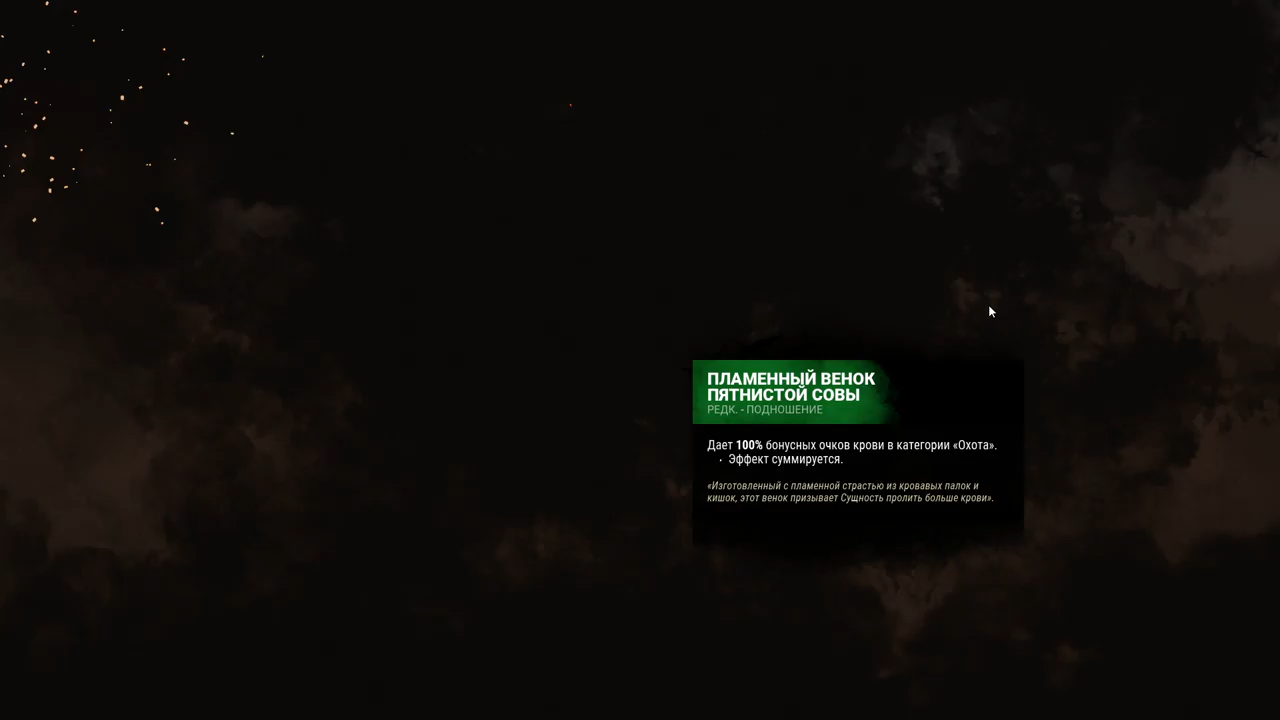 ПЛАМЕННЫЙ ВЕНОК
ПЯТНИСТОЙ СОВЫ
РЕДК. - ПОДНОШЕНИЕ
Дает 100% бонусных очков крови в категории «Охота».
• Эффект суммируется.
«Изготовленный с пламенной страстью из кровавых палок и
кишок, этот венок призывает Сущность пролить больше крови».